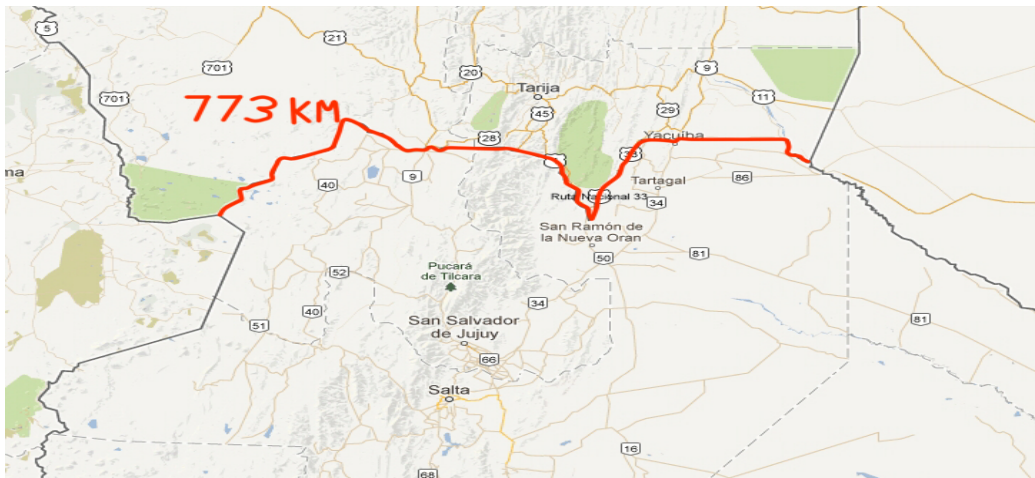 5
21
701
20
9
701
Tarija
11
773 KM
45
29
28
Yacuiba
33
ma
9
86
40
Tartagal
Ruta Nacional 33
34
San Ramón de
la Nueva Oran
81
50
Pucará
de Tilcara
52
34
40
51
San Salvador
de Jujuy
81
66
Salta
16
68